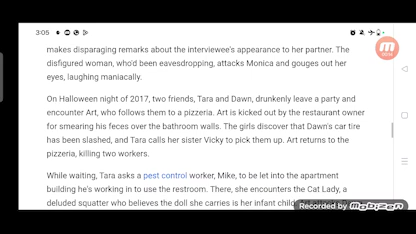 3:05
makes disparaging remarks about the interviewee's appearance to her partner. The
disfigured woman, who'd been eavesdropping, attacks Monica and gouges out her
eyes, laughing maniacally.
On Halloween night of 2017, two friends, Tara and Dawn, drunkenly leave a party and
encounter Art, who follows them to a pizzeria. Art is kicked out by the restaurant owner
for smearing his feces over the bathroom walls. The girls discover that Dawn's car tire
has been slashed, and Tara calls her sister Vicky to pick them up. Art returns to the
pizzeria, killing two workers.
While waiting, Tara asks a pest control worker, Mike, to be let into the apartment
building he's working in to use the restroom. There, she encounters the Cat Lady, a
deluded squatter who believes the doll she carries is her infant child.
Recorded by Mobizen